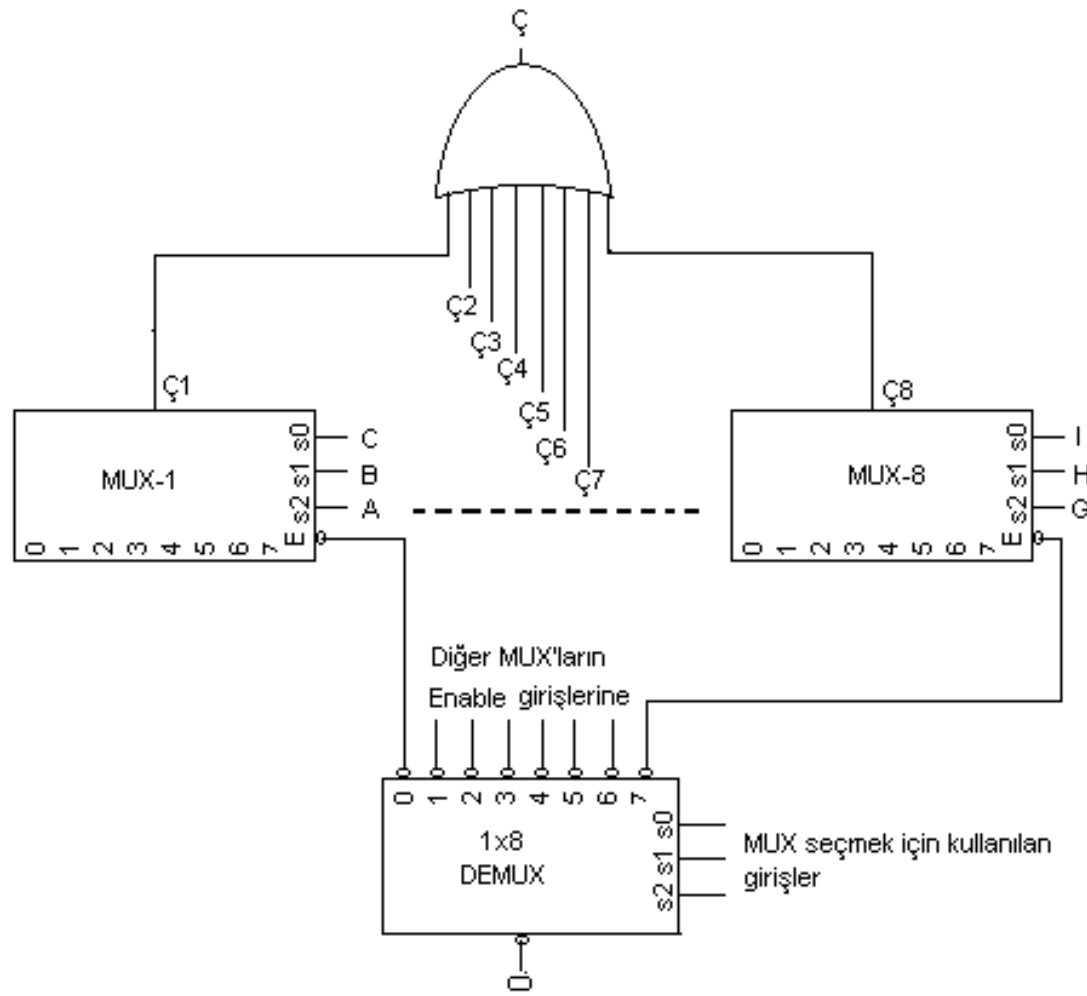 Ç
Ç2
Ç3
Ç4
Ç5
Ç6
Ç7
Ç1
Ç8
MUX-1
s0
C
s1
B
s2
A
E
0 1 2 3 4 5 6 7
MUX-8
s0
I
s1
H
s2
G
E
0 1 2 3 4 5 6 7
Diğer MUX'ların
Enable girişlerine
0 1 2 3 4 5 6 7
1x8
DEMUX
s0
s1
s2
MUX seçmek için kullanılan
girişler